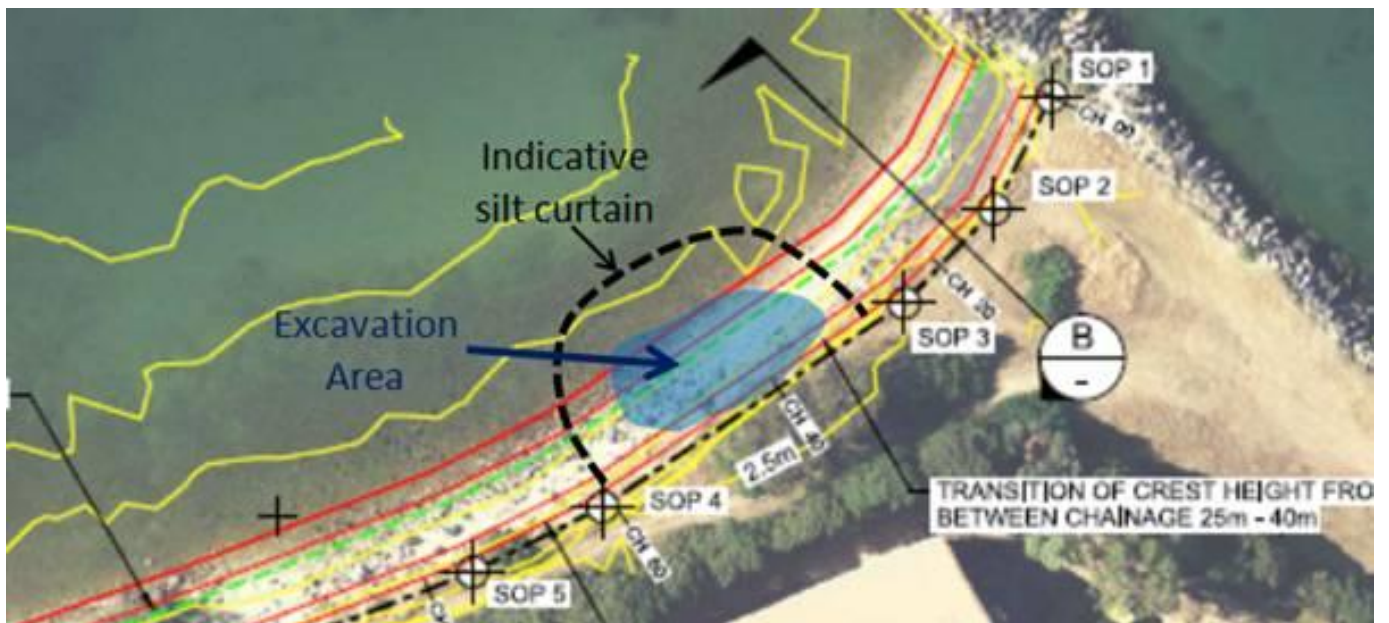 SOP 1
CH 00
Indicative
silt curtain
SOP 2
CH 20
SOP 3
Excavation
Area
B
-
CH 40
2.5m
SOP 4
TRANSITION OF CREST HEIGHT FRO
BETWEEN CHAINAGE 25m - 40m
CH 60
SOP 5